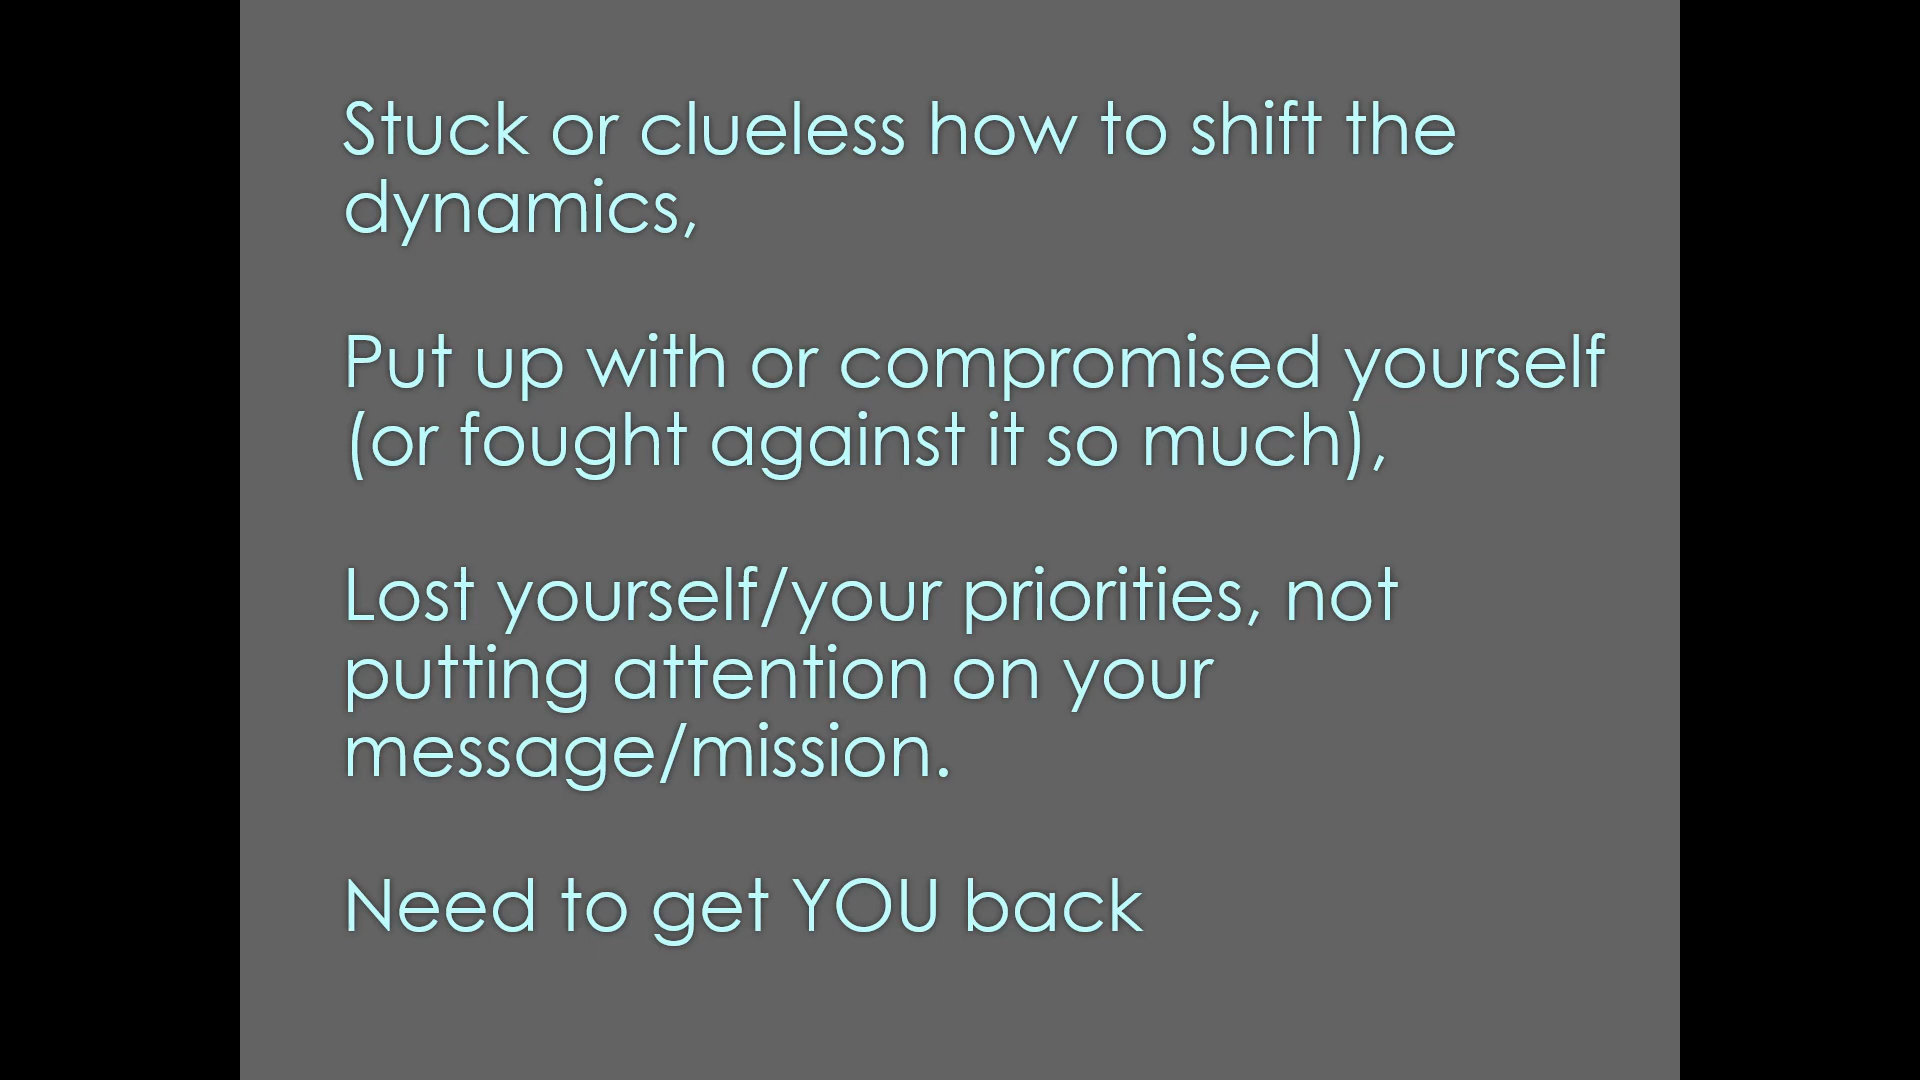 Stuck or clueless how to shift the
dynamics,
Put up with or compromised yourself
(or fought against it so much),
Lost yourself/your priorities, not
putting attention on your
message/mission.
Need to get YOU back